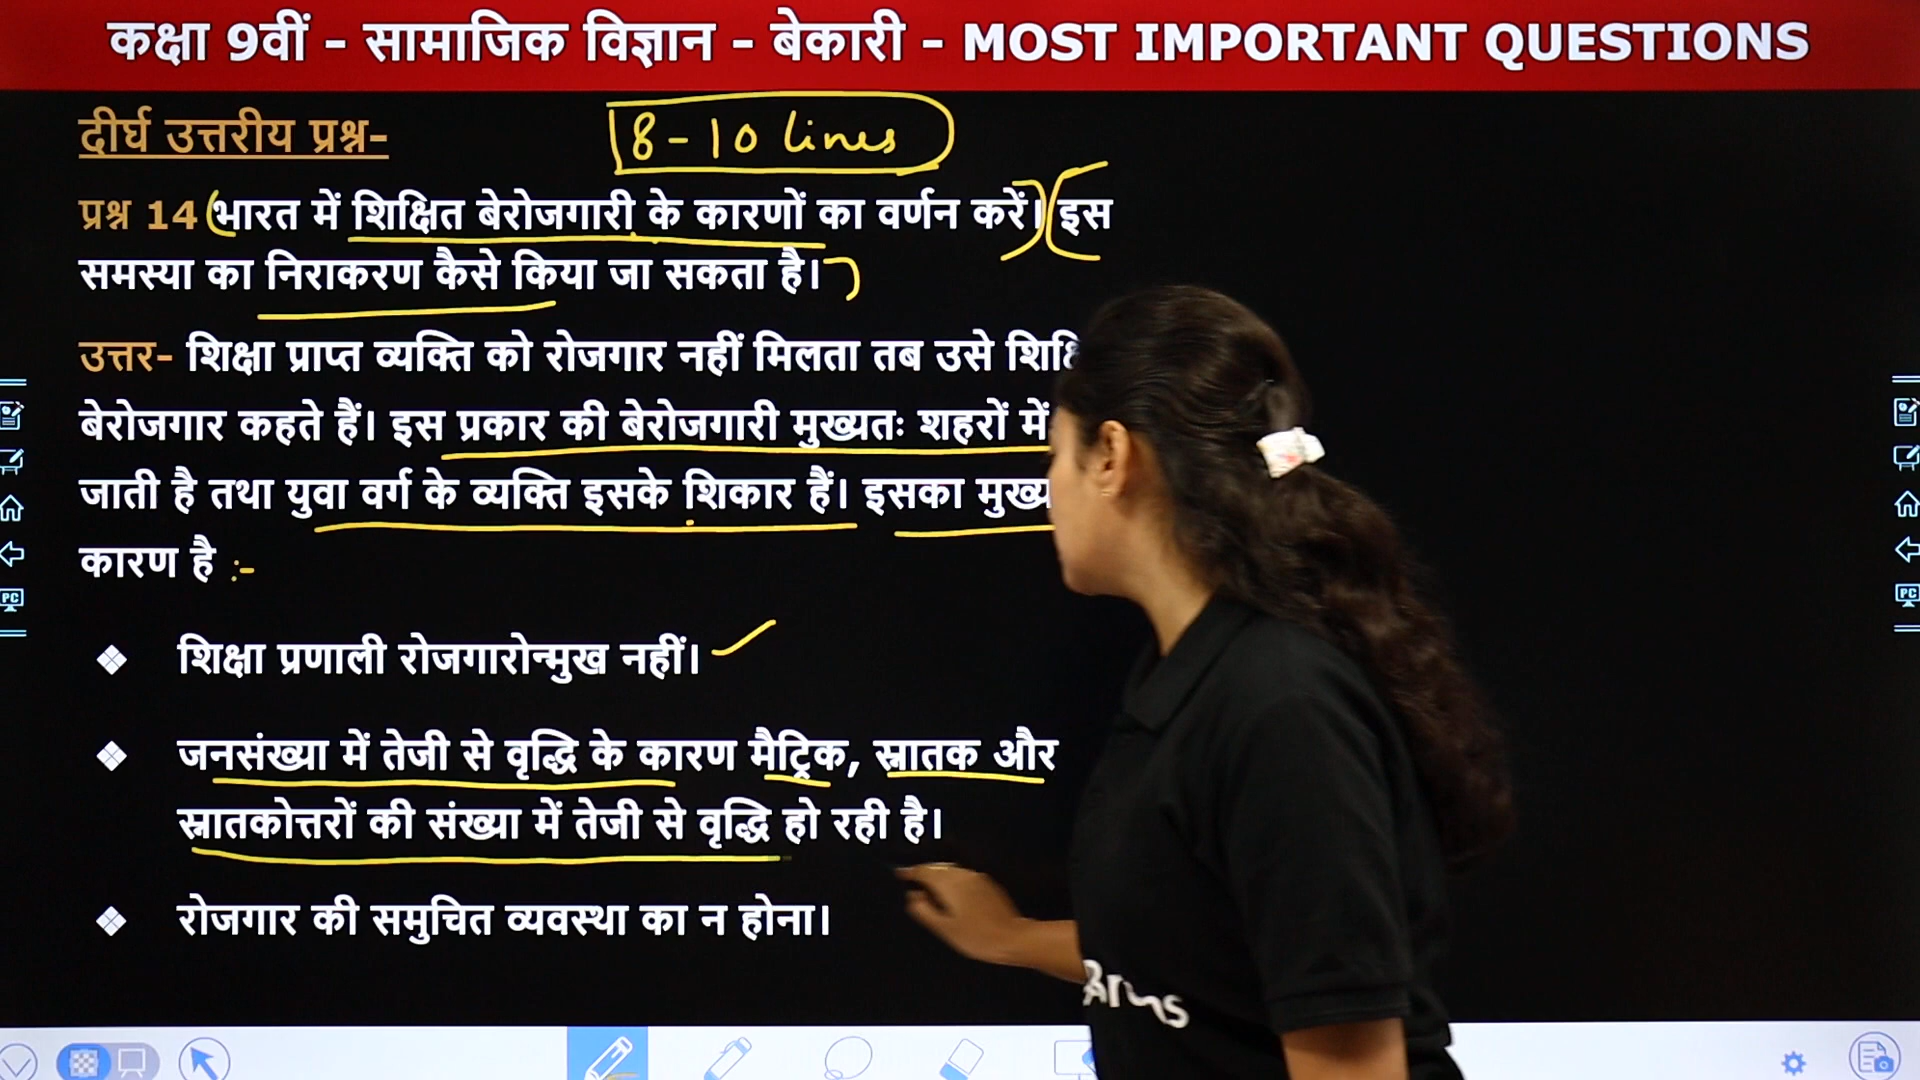 कक्षा 9वीं - सामाजिक विज्ञान - बेकारी - MOST IMPORTANT QUESTIONS
दीर्घ उत्तरीय प्रश्न-
8-10 lines
प्रश्न 14 भारत में शिक्षित बेरोजगारी के कारणों का वर्णन करें। इस
समस्या का निराकरण कैसे किया जा सकता है।
उत्तर- शिक्षा प्राप्त व्यक्ति को रोजगार नहीं मिलता तब उसे
बेरोजगार कहते हैं। इस प्रकार की बेरोजगारी मुख्यतः शहरों में
जाती है तथा युवा वर्ग के व्यक्ति इसके शिकार हैं। इसका मुख्य
कारण है :-
❖ शिक्षा प्रणाली रोजगारोन्मुख नहीं।
❖ जनसंख्या में तेजी से वृद्धि के कारण मैट्रिक, स्नातक और
स्नातकोत्तरों की संख्या में तेजी से वृद्धि हो रही है।
❖ रोजगार की समुचित व्यवस्था का न होना।
PC
PC